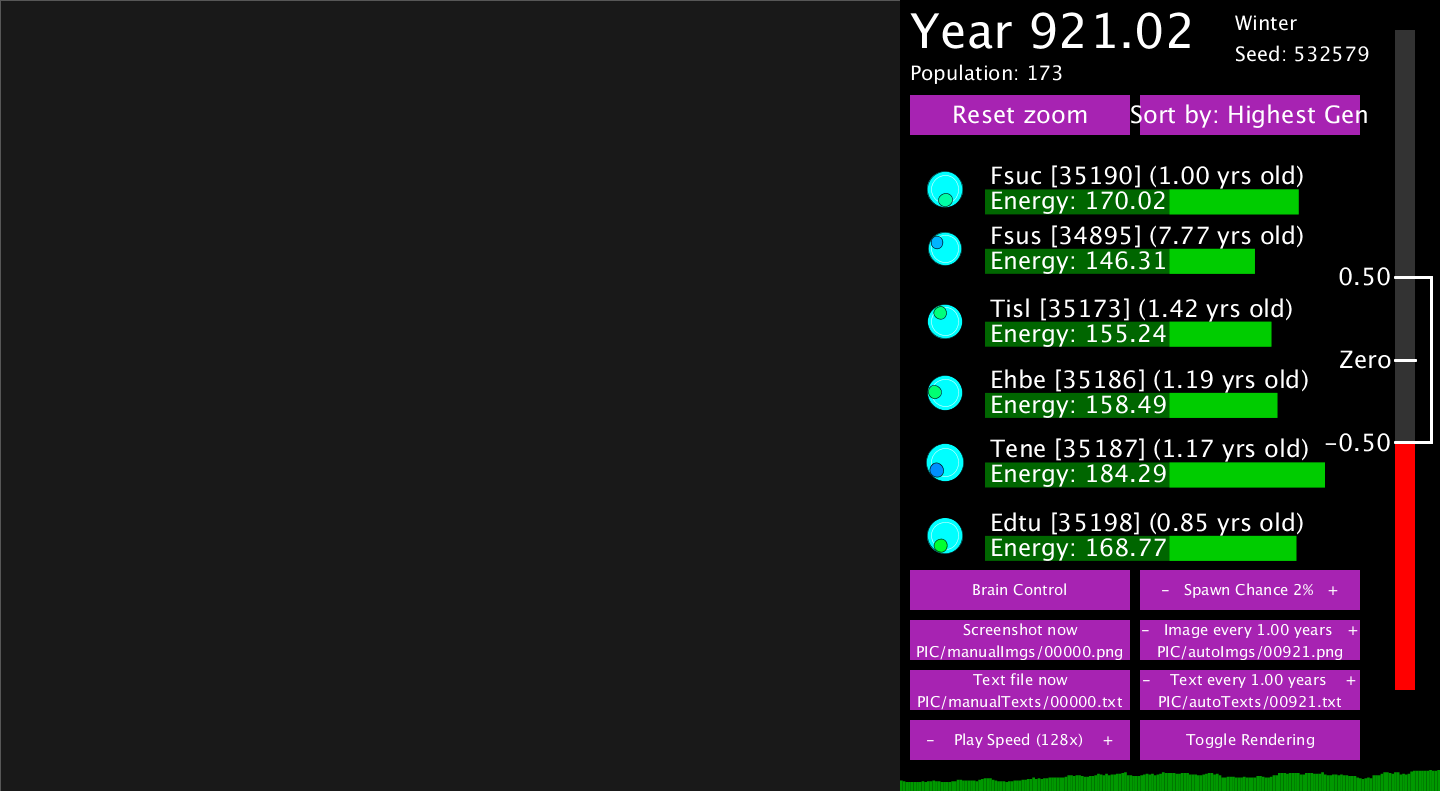 Year 921.02
Winter
Seed: 532579
Population: 173
Reset zoom
Sort by: Highest Gen
Fsuc [35190] (1.00 yrs old)
Energy: 170.02
Fsus [34895] (7.77 yrs old)
Energy: 146.31
0.50
Tisl [35173] (1.42 yrs old)
Energy: 155.24
Zero
Ehbe [35186] (1.19 yrs old)
Energy: 158.49
-0.50
Tene [35187] (1.17 yrs old)
Energy: 184.29
Edtu [35198] (0.85 yrs old)
Energy: 168.77
Brain Control
- Spawn Chance 2% +
Screenshot now
PIC/manualImgs/00000.png
- Image every 1.00 years +
PIC/autoImgs/00921.png
Text file now
PIC/manualTexts/00000.txt
- Text every 1.00 years +
PIC/autoTexts/00921.txt
- Play Speed (128x) +
Toggle Rendering